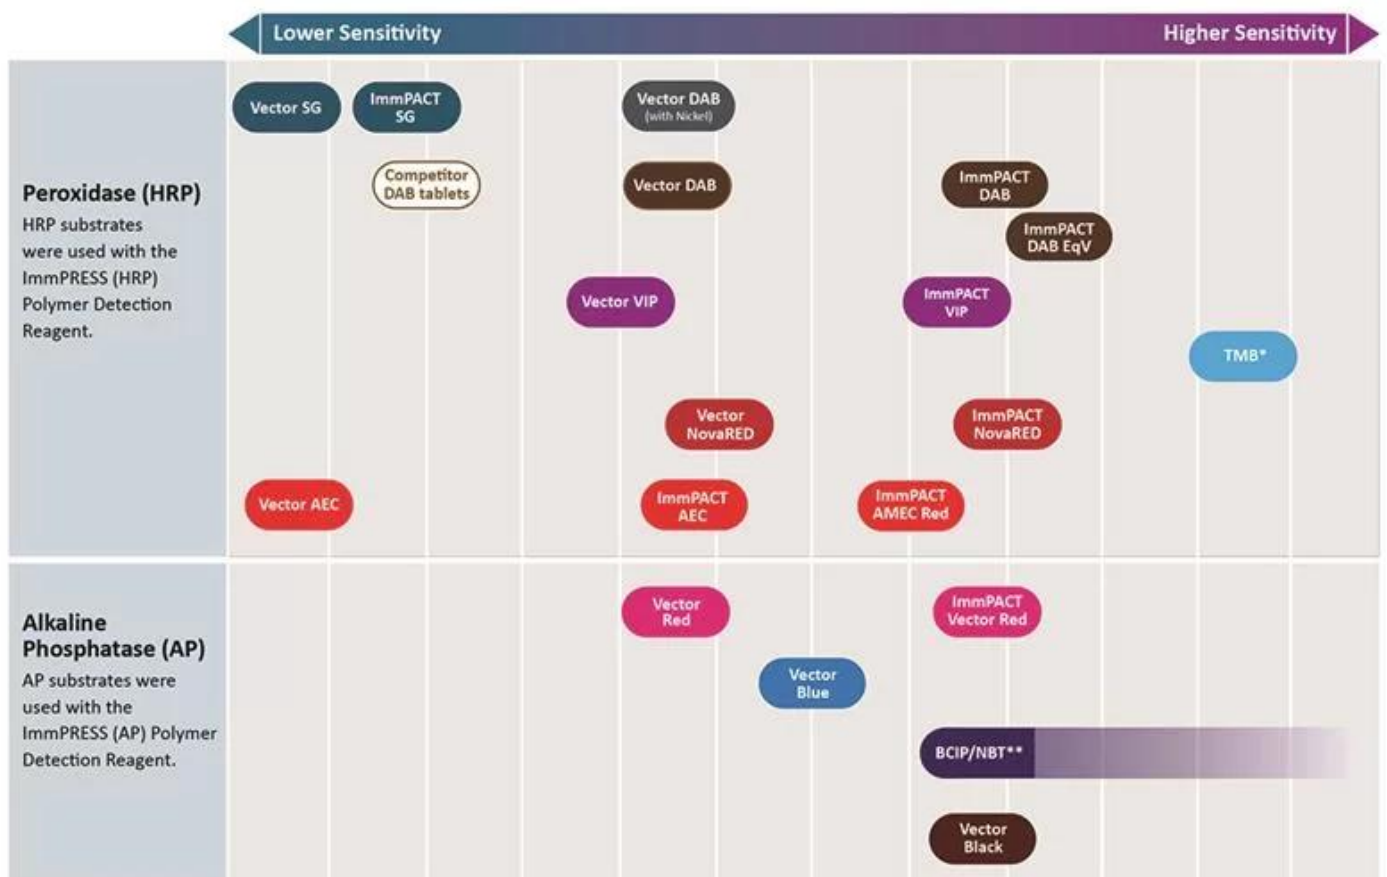 Lower Sensitivity
Higher Sensitivity
Peroxidase (HRP)
HRP substrates
were used with the
ImmPRESS (HRP)
Polymer Detection
Reagent.
Vector SG
ImmPACT
SG
Vector DAB
(with Nickel)
Competitor
DAB tablets
Vector DAB
ImmPACT
DAB
ImmPACT
DAB EqV
Vector VIP
ImmPACT
VIP
TMB*
Vector
NovaRED
ImmPACT
NovaRED
Vector AEC
ImmPACT
AEC
ImmPACT
AMEC Red
Alkaline
Phosphatase (AP)
AP substrates were
used with the
ImmPRESS (AP) Polymer
Detection Reagent.
Vector
Red
ImmPACT
Vector Red
Vector
Blue
BCIP/NBT**
Vector
Black